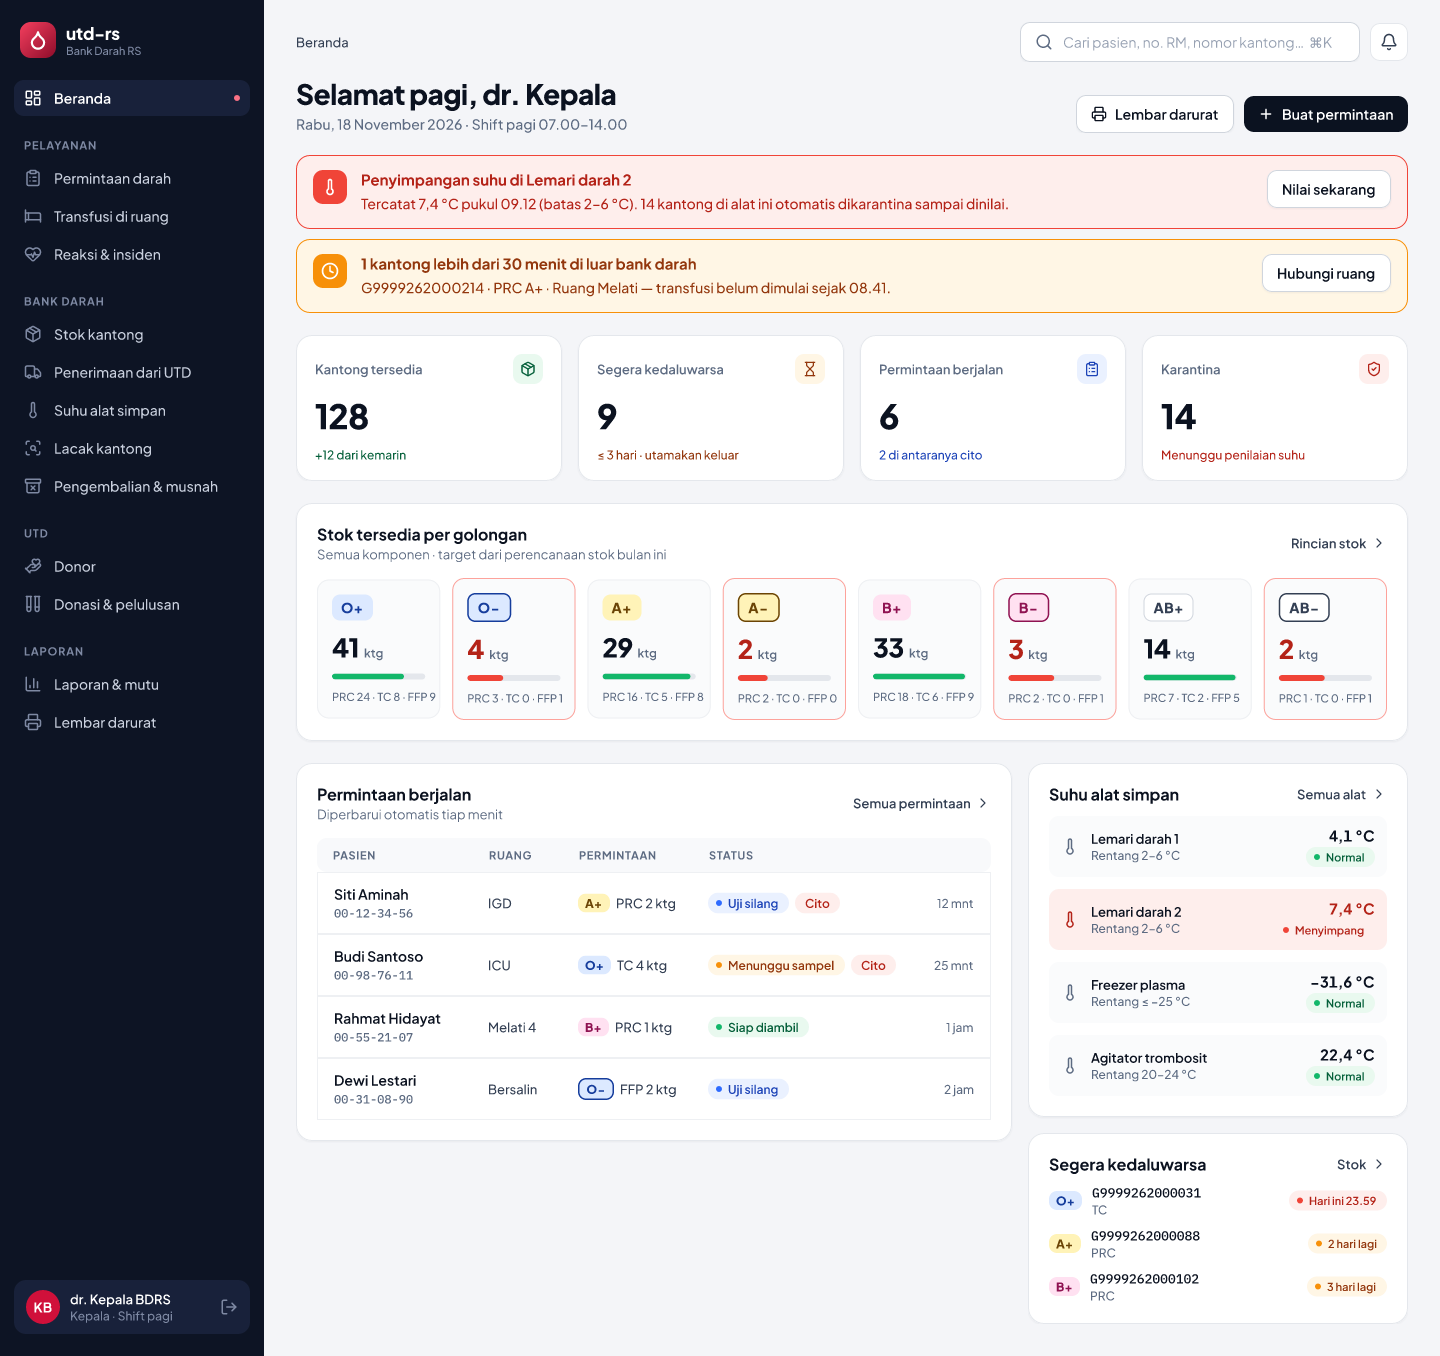 utd-rs
Bank Darah RS
Beranda
PELAYANAN
Permintaan darah
Transfusi di ruang
Reaksi & insiden
BANK DARAH
Stok kantong
Penerimaan dari UTD
Suhu alat simpan
Lacak kantong
Pengembalian & musnah
UTD
Donor
Donasi & pelulusan
LAPORAN
Laporan & mutu
Lembar darurat
KB
dr. Kepala BDRS
Kepala · Shift pagi
Beranda
Cari pasien, no. RM, nomor kantong... ⌘K
Selamat pagi, dr. Kepala
Rabu, 18 November 2026 · Shift pagi 07.00–14.00
Lembar darurat
Buat permintaan
Penyimpangan suhu di Lemari darah 2
Tercatat 7,4 °C pukul 09.12 (batas 2–6 °C). 14 kantong di alat ini otomatis dikarantina sampai dinilai.
Nilai sekarang
1 kantong lebih dari 30 menit di luar bank darah
G9999262000214 · PRC A+ · Ruang Melati — transfusi belum dimulai sejak 08.41.
Hubungi ruang
Kantong tersedia
128
+12 dari kemarin
Segera kedaluwarsa
9
≤ 3 hari · utamakan keluar
Permintaan berjalan
6
2 di antaranya cito
Karantina
14
Menunggu penilaian suhu
Stok tersedia per golongan
Semua komponen · target dari perencanaan stok bulan ini
Rincian stok
O+
41 ktg
PRC 24 · TC 8 · FFP 9
O−
4 ktg
PRC 3 · TC 0 · FFP 1
A+
29 ktg
PRC 16 · TC 5 · FFP 8
A−
2 ktg
PRC 2 · TC 0 · FFP 0
B+
33 ktg
PRC 18 · TC 6 · FFP 9
B−
3 ktg
PRC 2 · TC 0 · FFP 1
AB+
14 ktg
PRC 7 · TC 2 · FFP 5
AB−
2 ktg
PRC 1 · TC 0 · FFP 1
Permintaan berjalan
Diperbarui otomatis tiap menit
Semua permintaan
PASIEN RUANG PERMINTAAN STATUS
Siti Aminah
00-12-34-56
IGD A+ PRC 2 ktg Uji silang Cito 12 mnt
Budi Santoso
00-98-76-11
ICU O+ TC 4 ktg Menunggu sampel Cito 25 mnt
Rahmat Hidayat
00-55-21-07
Melati 4 B+ PRC 1 ktg Siap diambil 1 jam
Dewi Lestari
00-31-08-90
Bersalin O− FFP 2 ktg Uji silang 2 jam
Suhu alat simpan
Semua alat
Lemari darah 1
Rentang 2–6 °C
4,1 °C
Normal
Lemari darah 2
Rentang 2–6 °C
7,4 °C
Menyimpang
Freezer plasma
Rentang ≤ −25 °C
−31,6 °C
Normal
Agitator trombosit
Rentang 20–24 °C
22,4 °C
Normal
Segera kedaluwarsa
Stok
O+ G9999262000031
TC
Hari ini 23.59
A+ G9999262000088
PRC
2 hari lagi
B+ G9999262000102
PRC
3 hari lagi